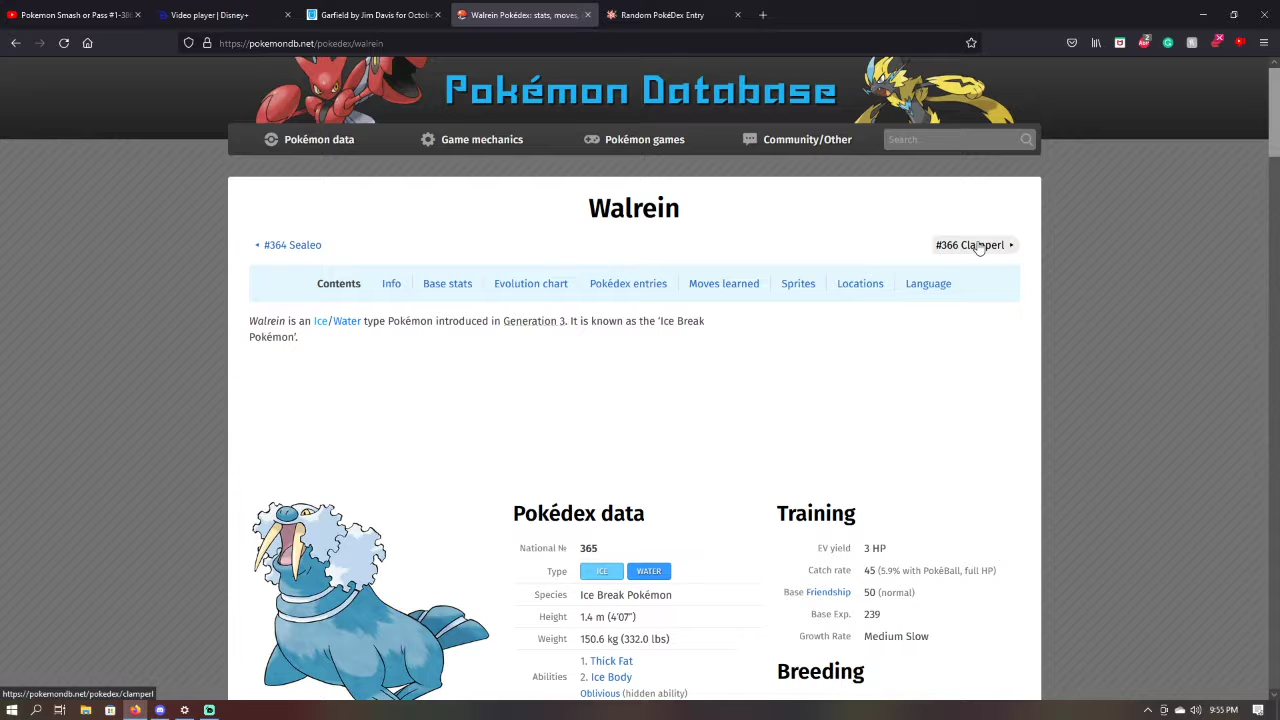 Pokemon Smash or Pass #1-38
Video player | Disney+
Garfield by Jim Davis for Octob
Walrein Pokédex: stats, moves,
Random PokéDex Entry
https://pokemondb.net/pokedex/walrein
Pokémon Database
Pokémon data
Game mechanics
Pokémon games
Community/Other
Search..
Walrein
#364 Sealeo
#366 Clamperl
Contents
Info
Base stats
Evolution chart
Pokédex entries
Moves learned
Sprites
Locations
Language
Walrein is an Ice/Water type Pokémon introduced in Generation 3. It is known as the ‘Ice Break
Pokémon’.
Pokédex data
National № 365
Type ICE WATER
Species Ice Break Pokémon
Height 1.4 m (4′07″)
Weight 150.6 kg (332.0 lbs)
1. Thick Fat
Abilities 2. Ice Body
Oblivious (hidden ability)
Training
EV yield 3 HP
Catch rate 45 (5.9% with PokéBall, full HP)
Base Friendship 50 (normal)
Base Exp. 239
Growth Rate Medium Slow
Breeding
https://pokemondb.net/pokedex/clamperl
9:55 PM